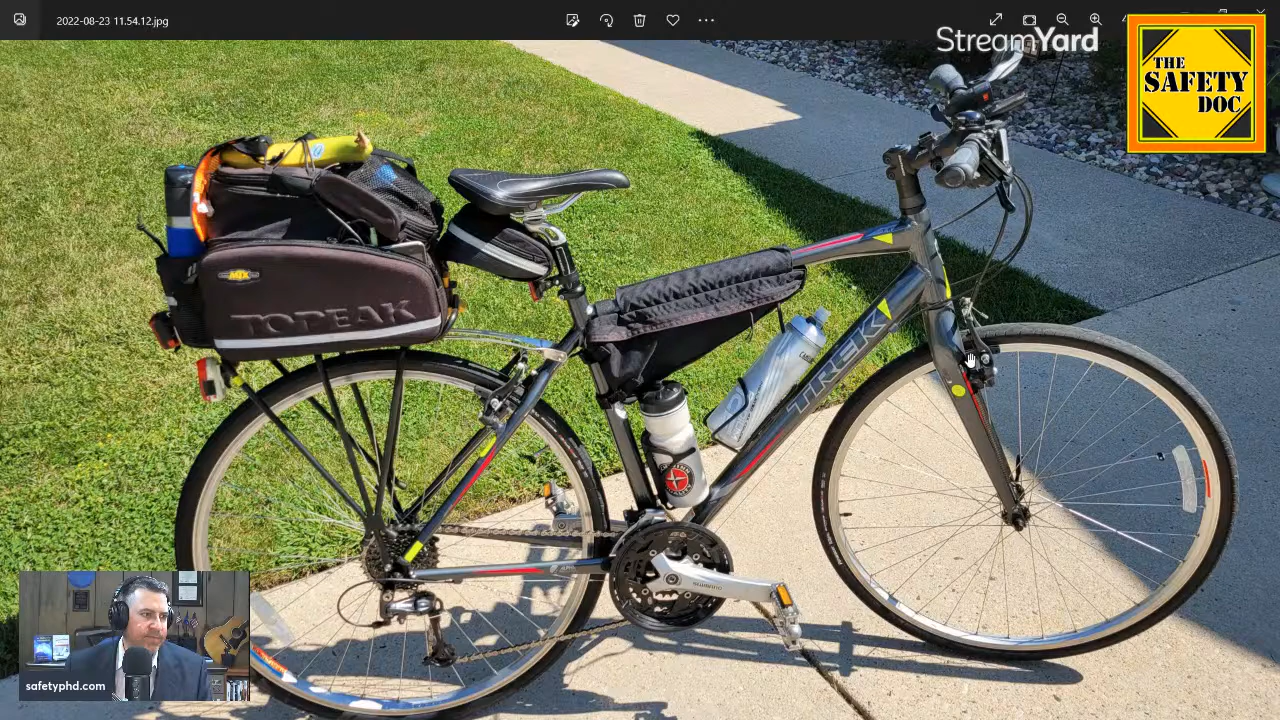 2022-08-23 11.54.12.jpg
StreamYard
THE
SAFETY
DOC
MTX
TOPEAK
TREK
SHIMANO
safetyphd.com